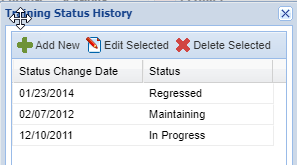 Training Status History
Add New Edit Selected Delete Selected
Status Change Date Status
01/23/2014 Regressed
02/07/2012 Maintaining
12/10/2011 In Progress